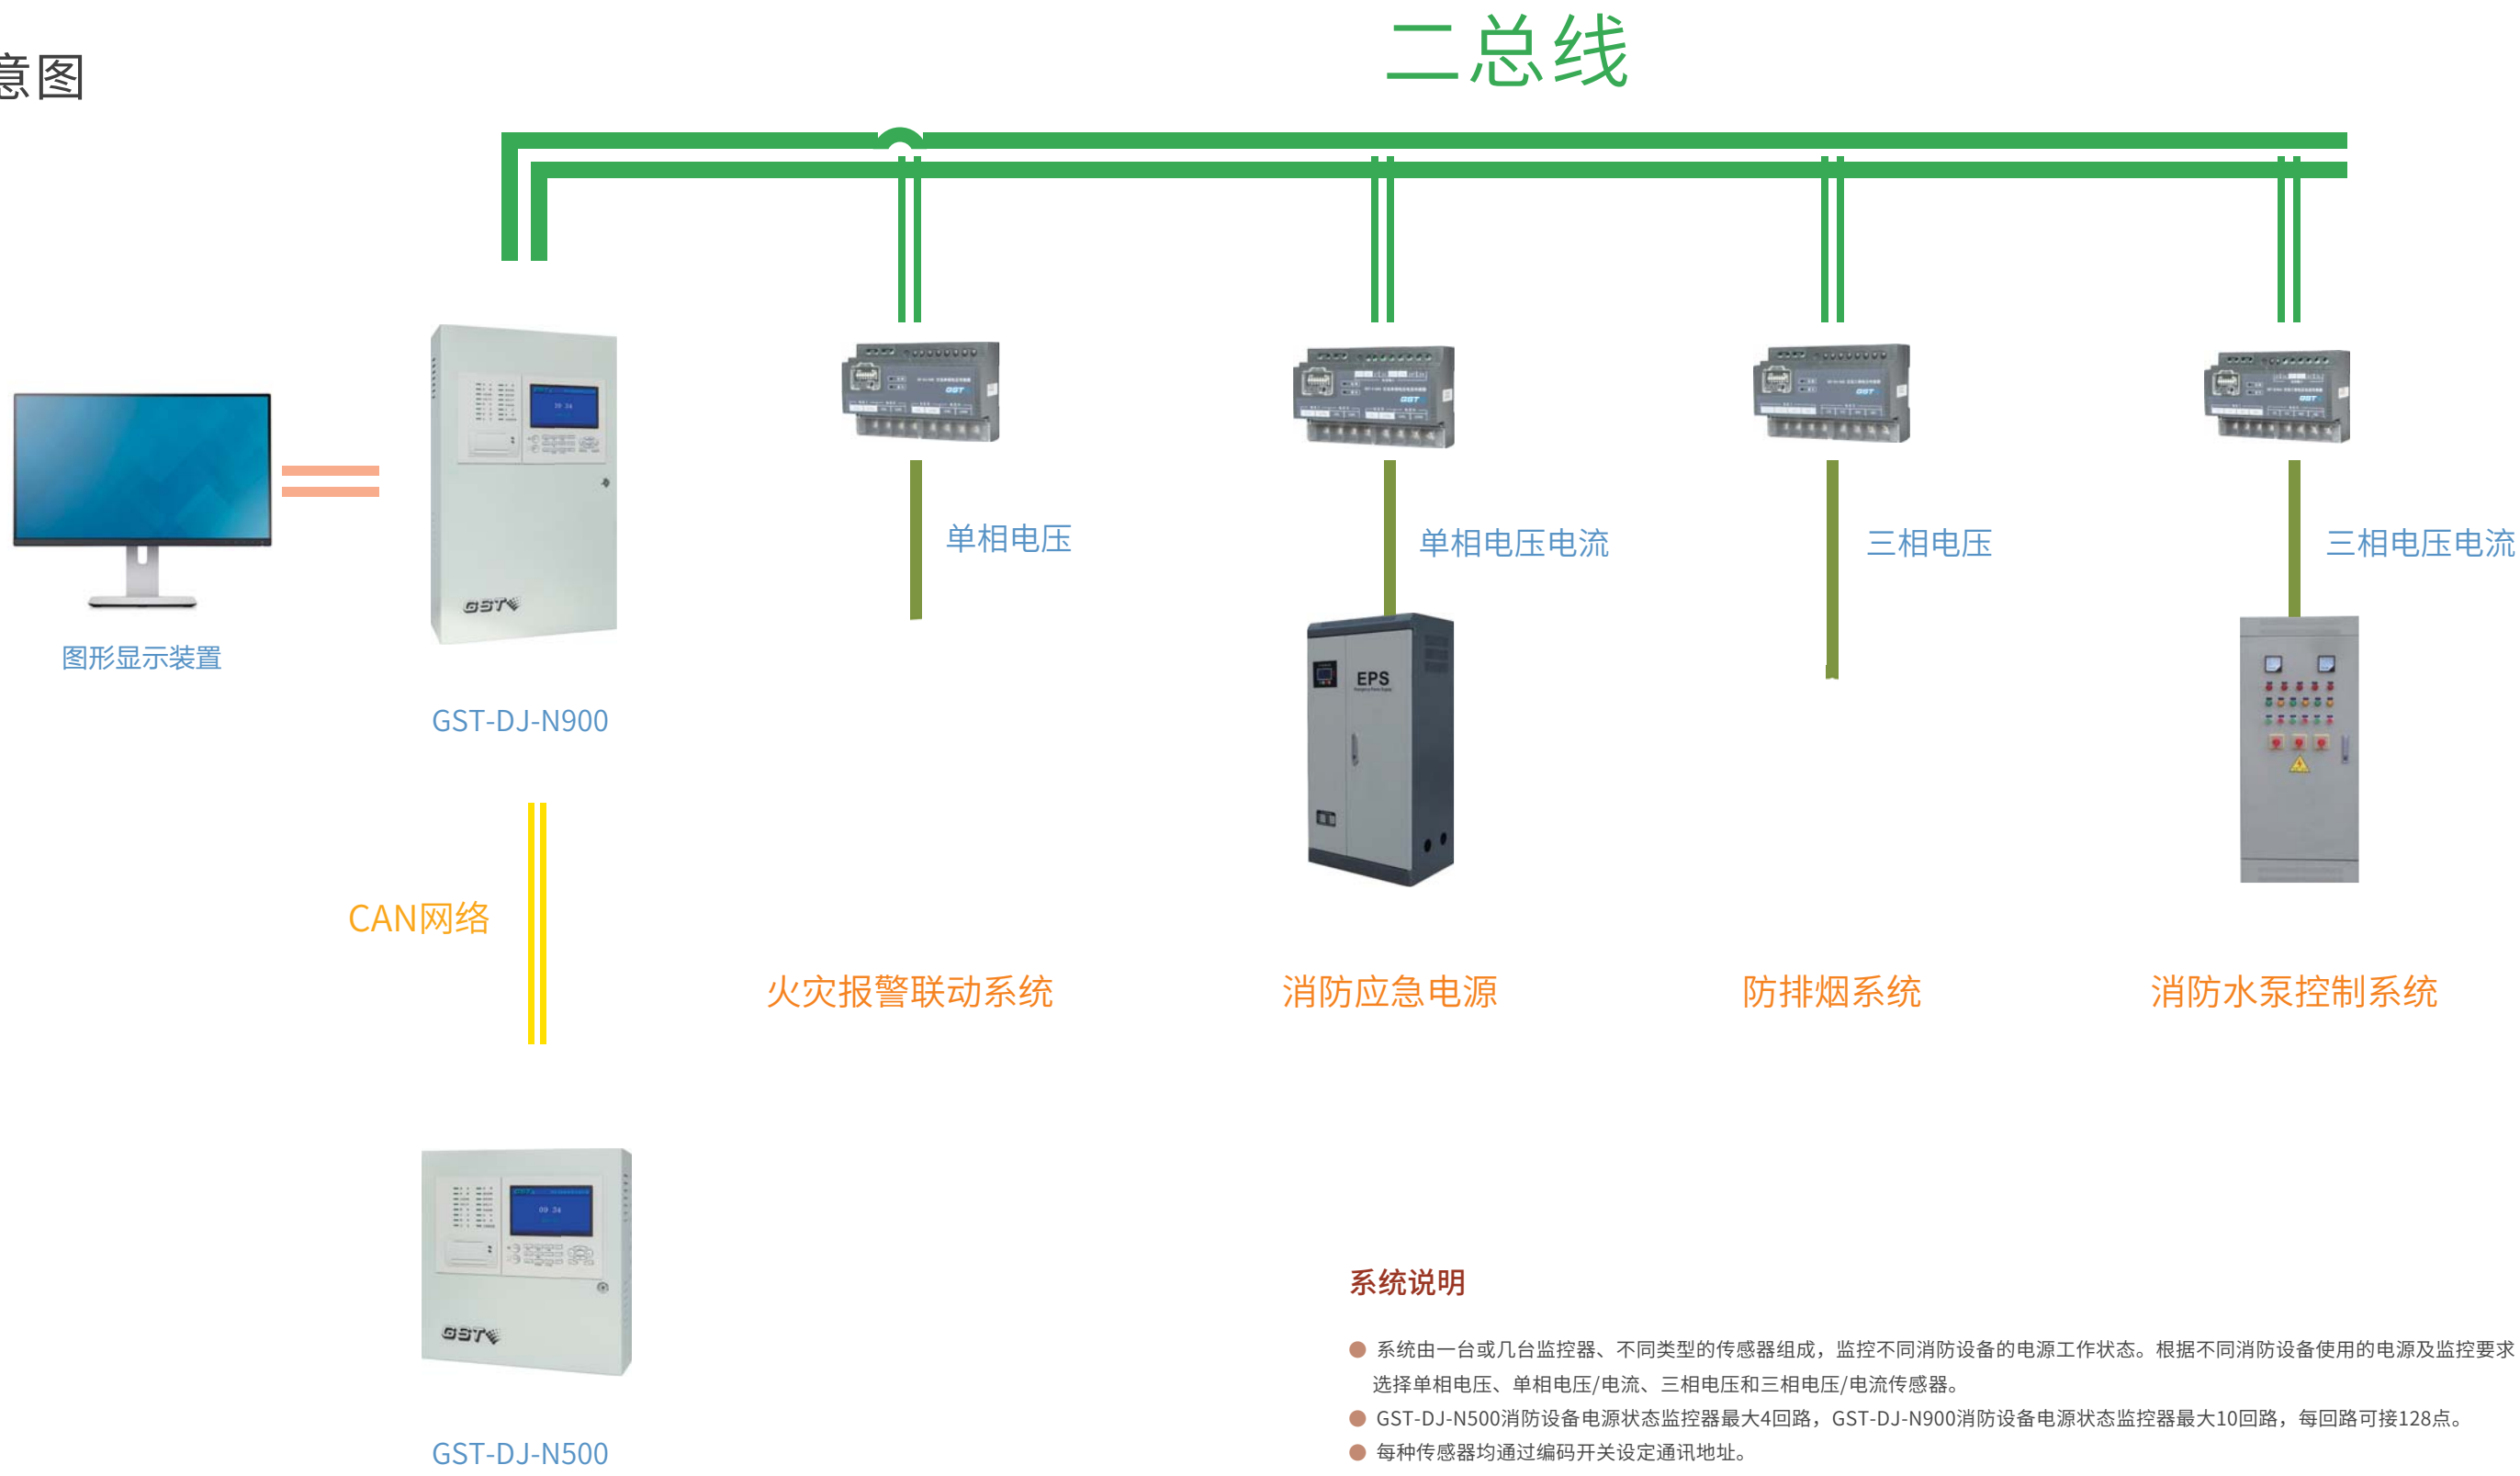 意图
二总线
单相电压
单相电压电流
三相电压
三相电压电流
GST
GST
GST
GST
GST
图形显示装置
GST-DJ-N900
EPS
CAN网络
火灾报警联动系统
消防应急电源
防排烟系统
消防水泵控制系统
09 34
GST
GST-DJ-N500
系统说明
系统由一台或几台监控器、不同类型的传感器组成，监控不同消防设备的电源工作状态。根据不同消防设备使用的电源及监控要求
选择单相电压、单相电压/电流、三相电压和三相电压/电流传感器。
GST-DJ-N500消防设备电源状态监控器最大4回路，GST-DJ-N900消防设备电源状态监控器最大10回路，每回路可接128点。
每种传感器均通过编码开关设定通讯地址。